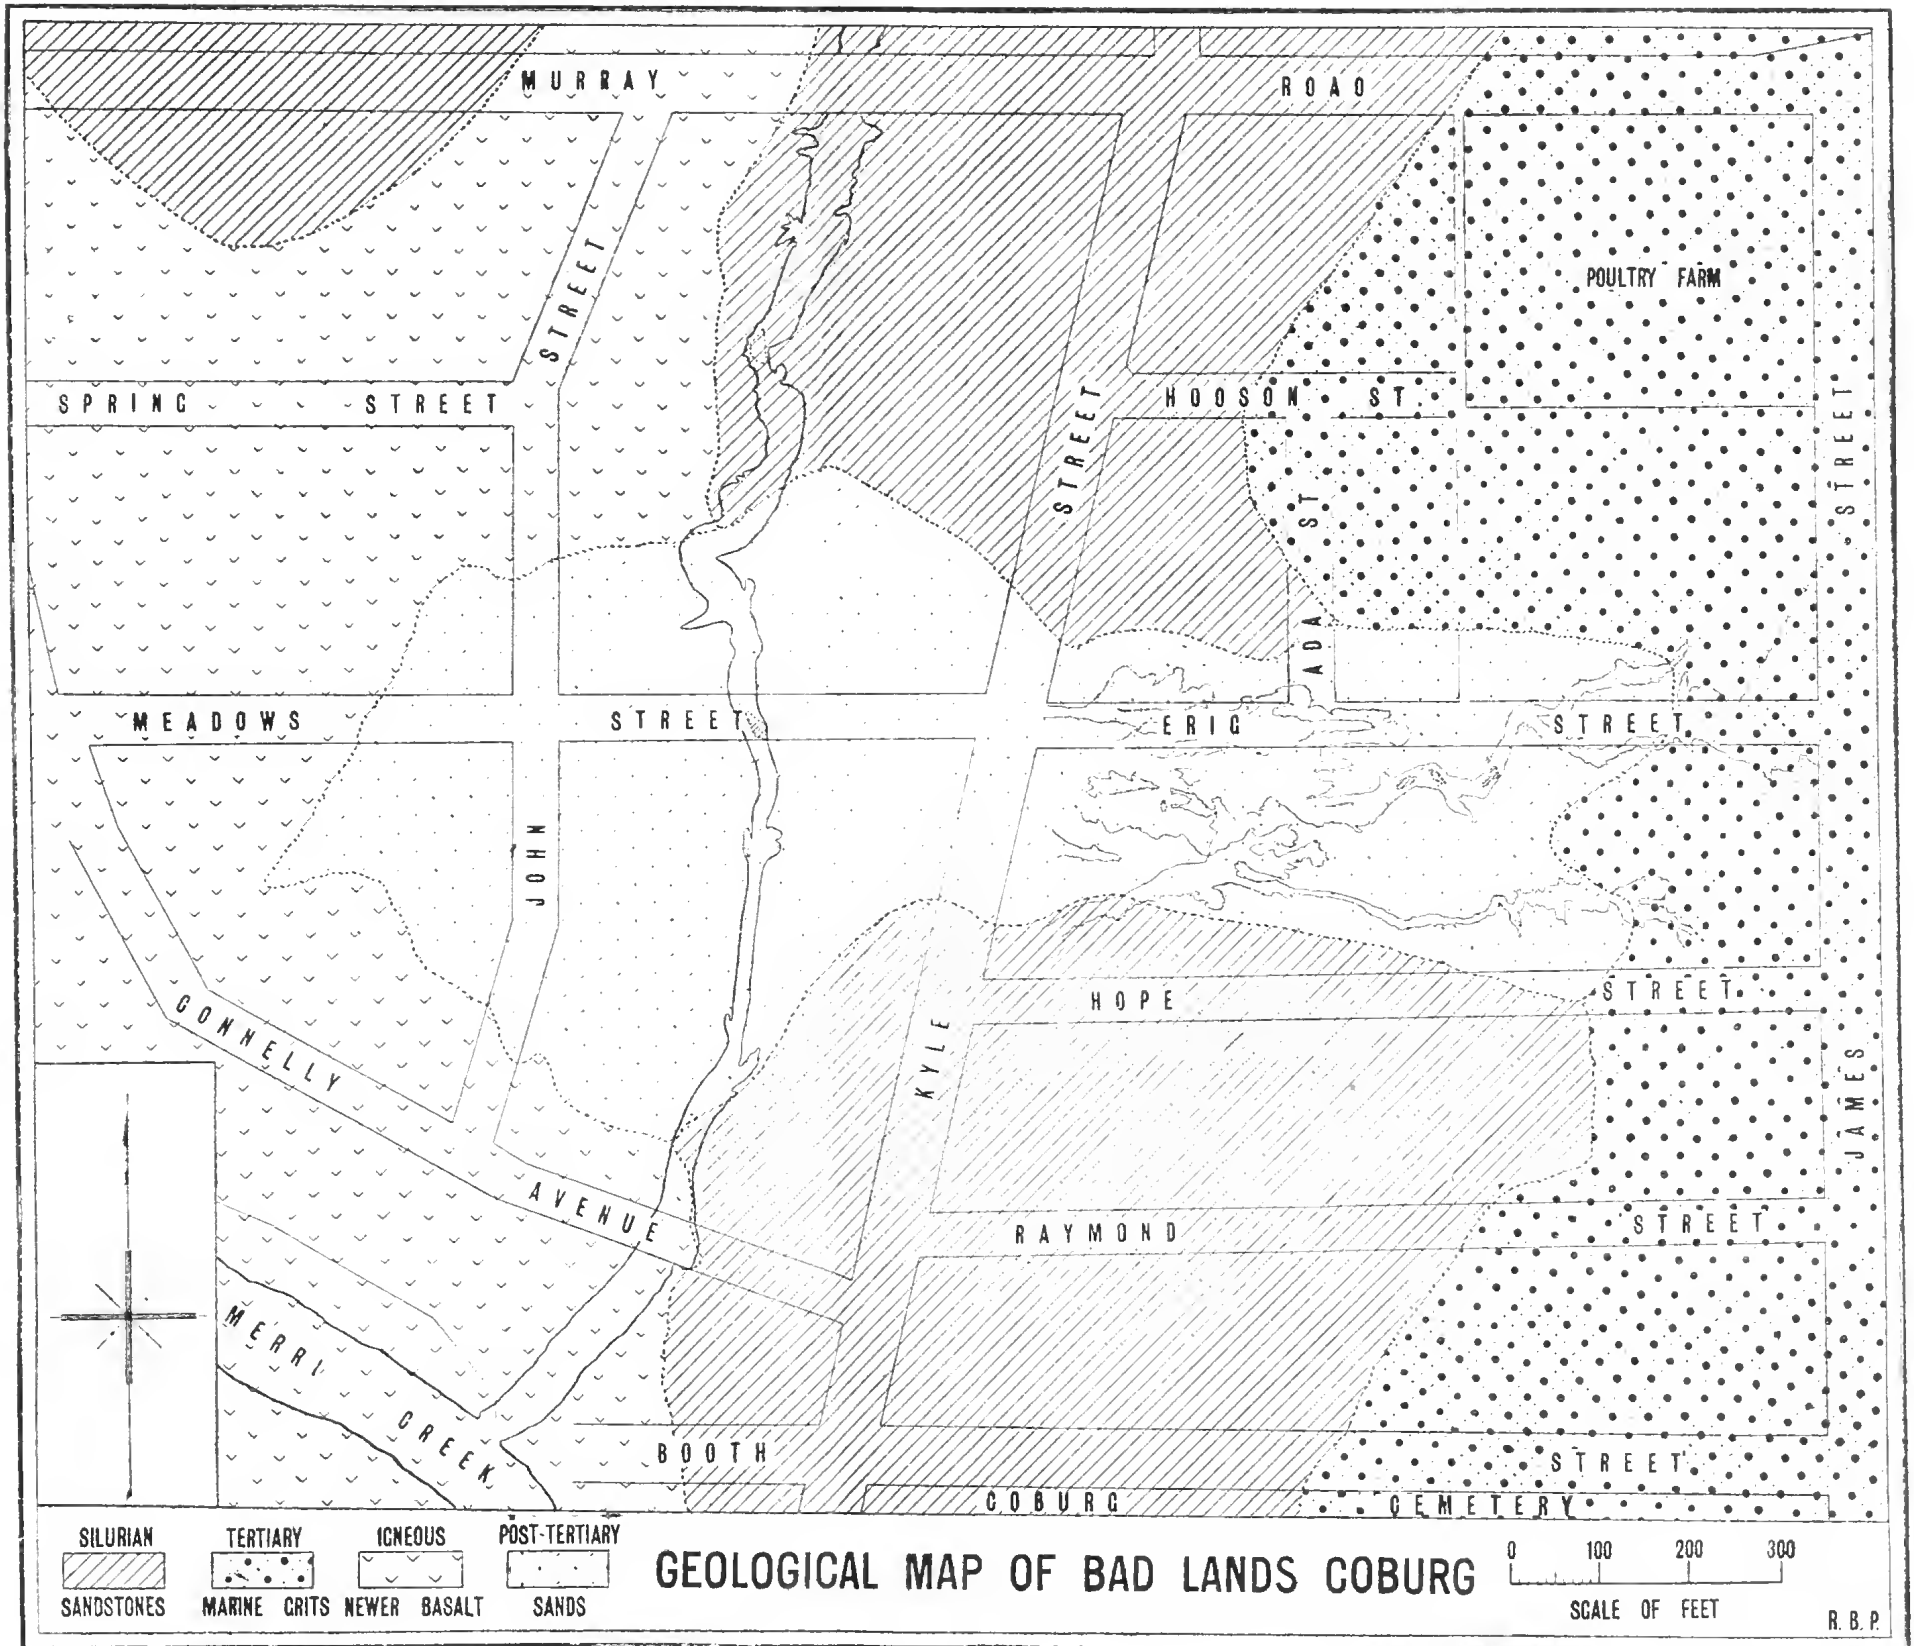 MURRAY ROAD
POULTRY FARM
STREET
SPRING STREET
HODSON ST.
STREET
STREET
ST
ADA
MEADOWS STREET
ERIC STREET
JOHN
CONNELLY AVENUE
HOPE STREET
KYLE
JAMES
RAYMOND STREET
MERRI CREEK
BOOTH STREET
COBURG CEMETERY
SILURIAN
SANDSTONES
TERTIARY
MARINE GRITS
IGNEOUS
NEWER BASALT
POST-TERTIARY
SANDS
GEOLOGICAL MAP OF BAD LANDS COBURG
0 100 200 300
SCALE OF FEET
R. B. P.